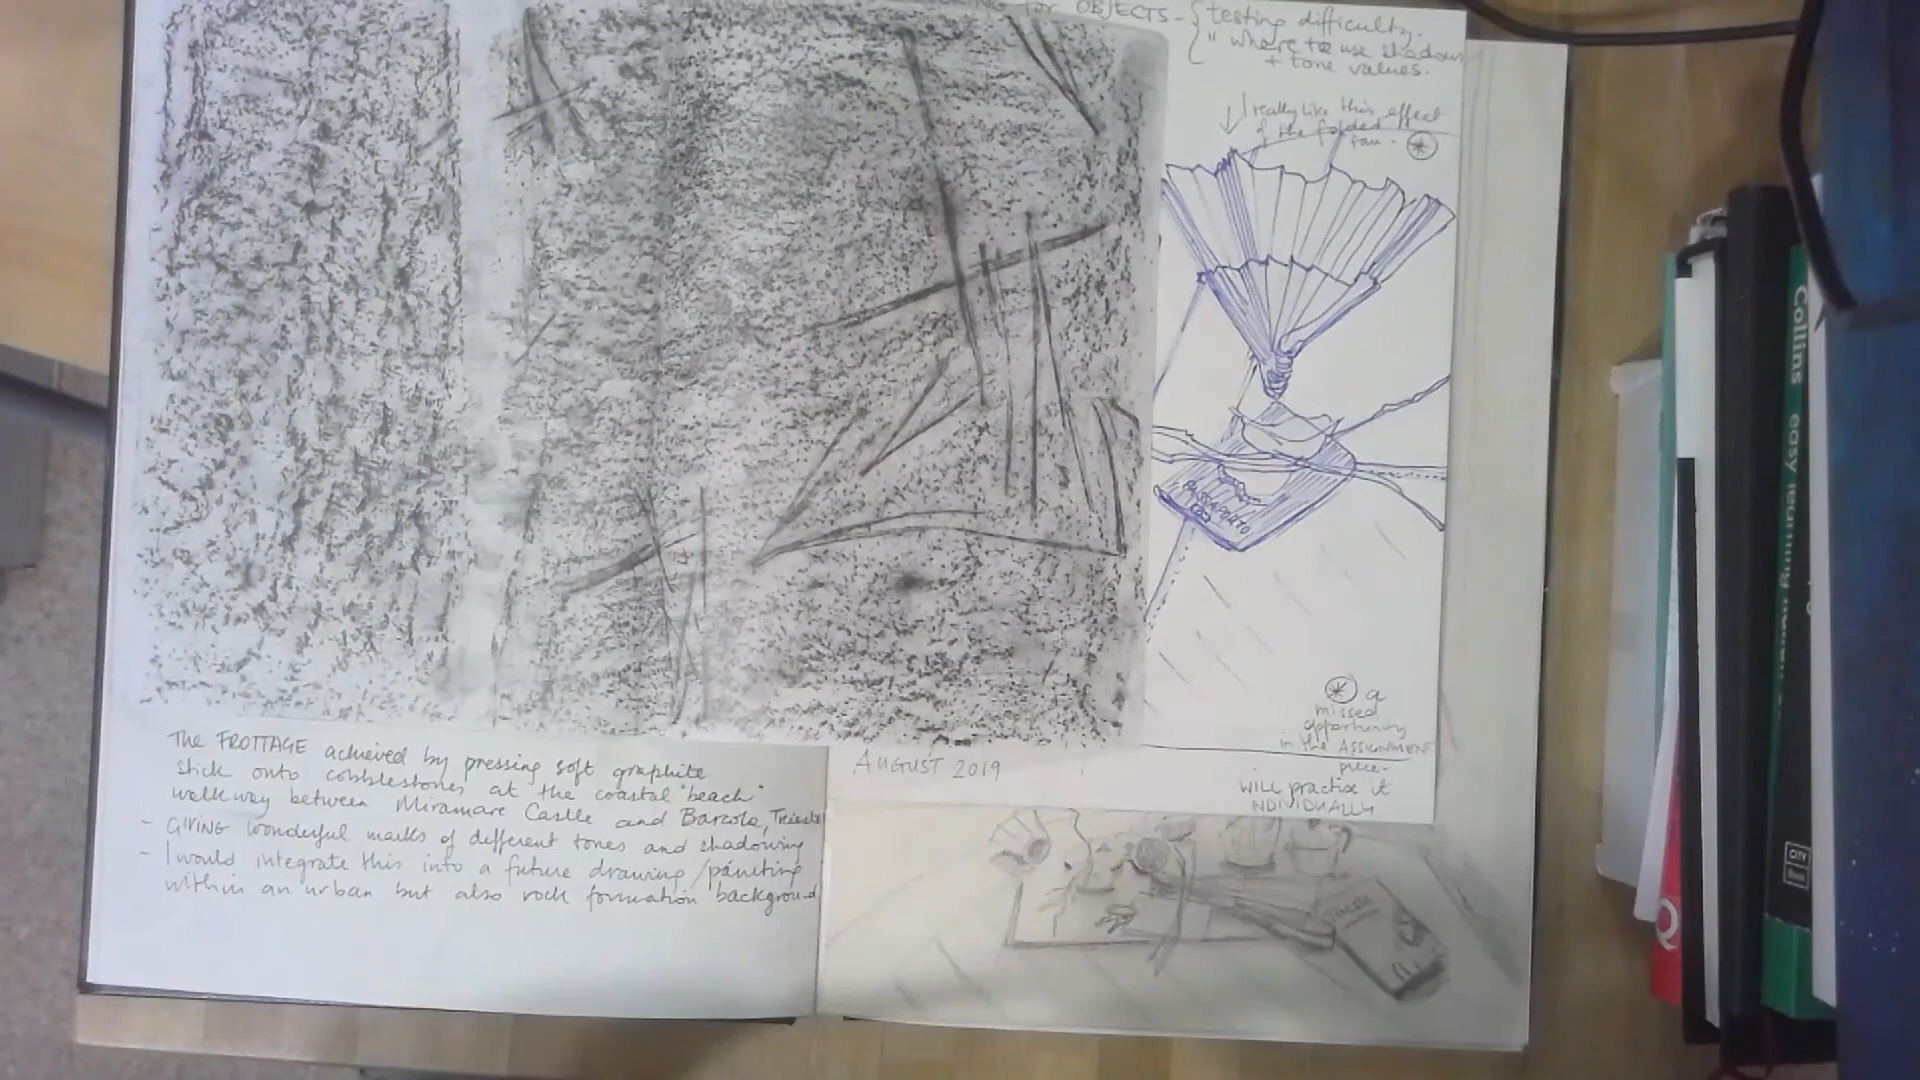 for OBJECTS - { testing difficulty.
" where to use shadows
+ tone values.
I really like this effect
of the folded
fan. *
PASSAPORTO
* a
missed
opportunity
in the ASSIGNMENT
piece.
WILL practise it
INDIVIDUALLY
AUGUST 2019
The FROTTAGE achieved by pressing soft graphite
stick onto cobblestones at the coastal "beach"
walkway between Miramare Castle and Barcola, Trieste
- GIVING wonderful marks of different tones and shadowing
- I would integrate this into a future drawing/painting
within an urban but also rock formation background
Collins easy learning
CITY